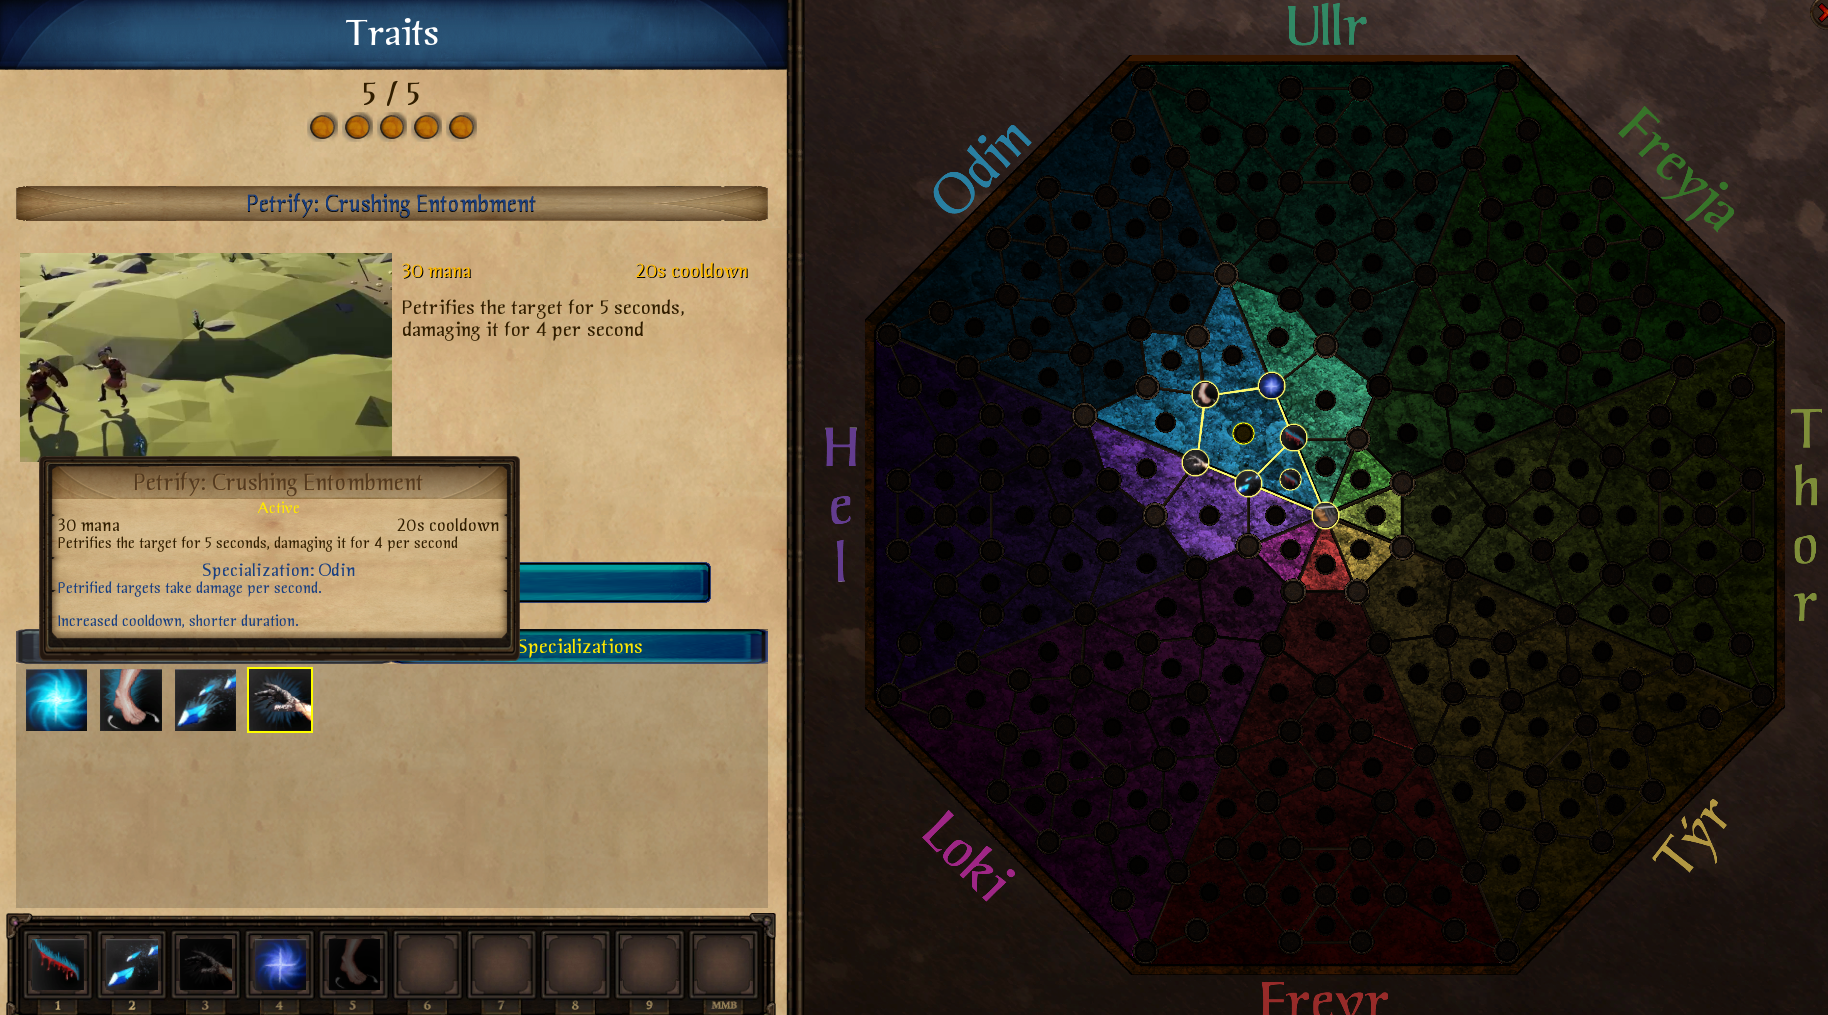 Traits
5 / 5
Petrify: Crushing Entombment
30 mana
20s cooldown
Petrifies the target for 5 seconds,
damaging it for 4 per second
Petrify: Crushing Entombment
Active
30 mana
20s cooldown
Petrifies the target for 5 seconds, damaging it for 4 per second
Specialization: Odin
Petrified targets take damage per second.
Increased cooldown, shorter duration.
Specializations
1
2
3
4
5
6
7
8
9
MMB
Ullr
Odin
Freyja
Hel
Thor
Loki
Týr
Freyr